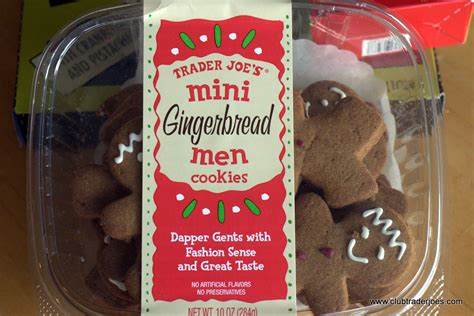 TRADER JOE'S®
mini
Gingerbread
men
cookies
Dapper Gents with
Fashion Sense
and Great Taste
NO ARTIFICIAL FLAVORS
NO PRESERVATIVES
NET WT. 10 OZ (284g)
www.clubtraderjoes.com